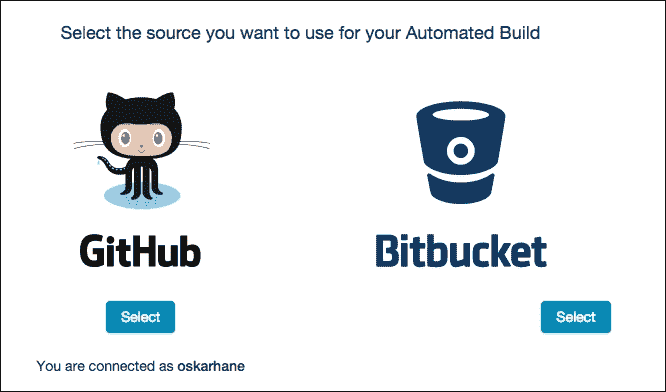 Select the source you want to use for your Automated Build
GitHub
Bitbucket
Select
Select
You are connected as oskarhane